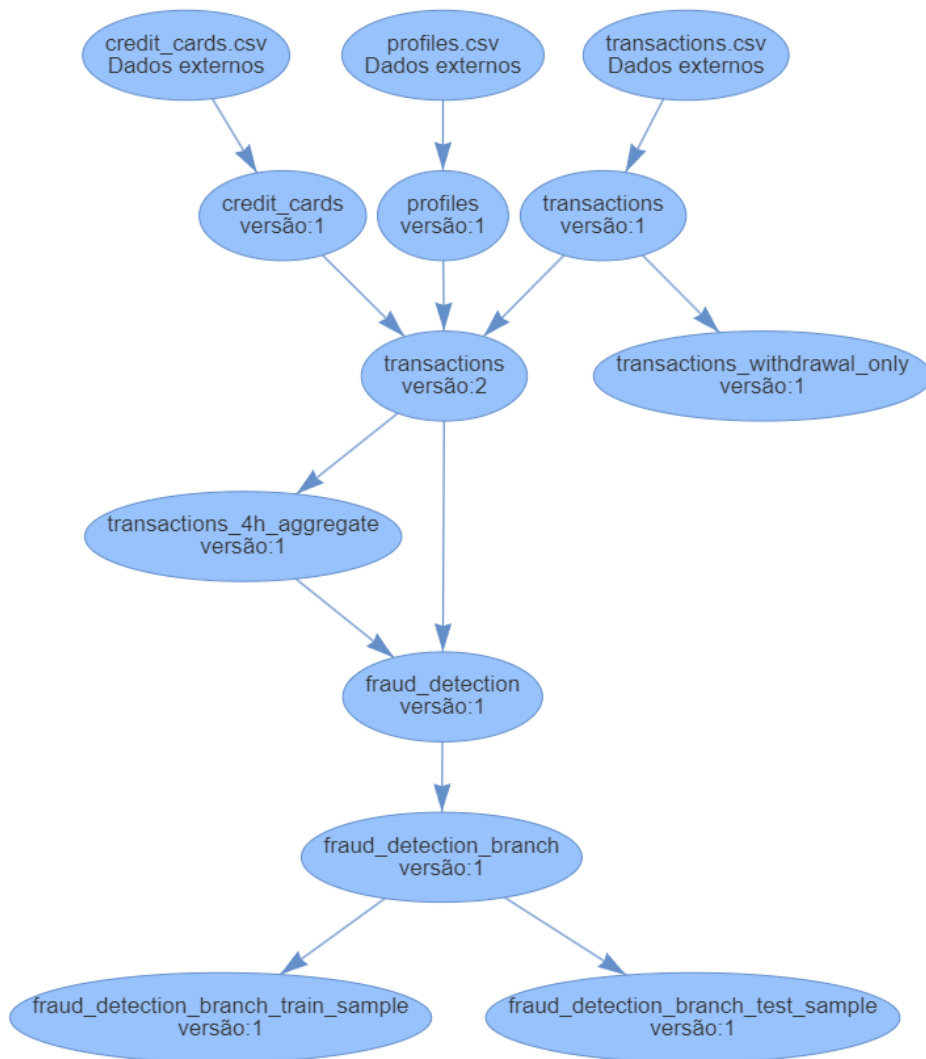 credit_cards.csv
Dados externos
profiles.csv
Dados externos
transactions.csv
Dados externos
credit_cards
versão:1
profiles
versão:1
transactions
versão:1
transactions
versão:2
transactions_withdrawal_only
versão:1
transactions_4h_aggregate
versão:1
fraud_detection
versão:1
fraud_detection_branch
versão:1
fraud_detection_branch_train_sample
versão:1
fraud_detection_branch_test_sample
versão:1